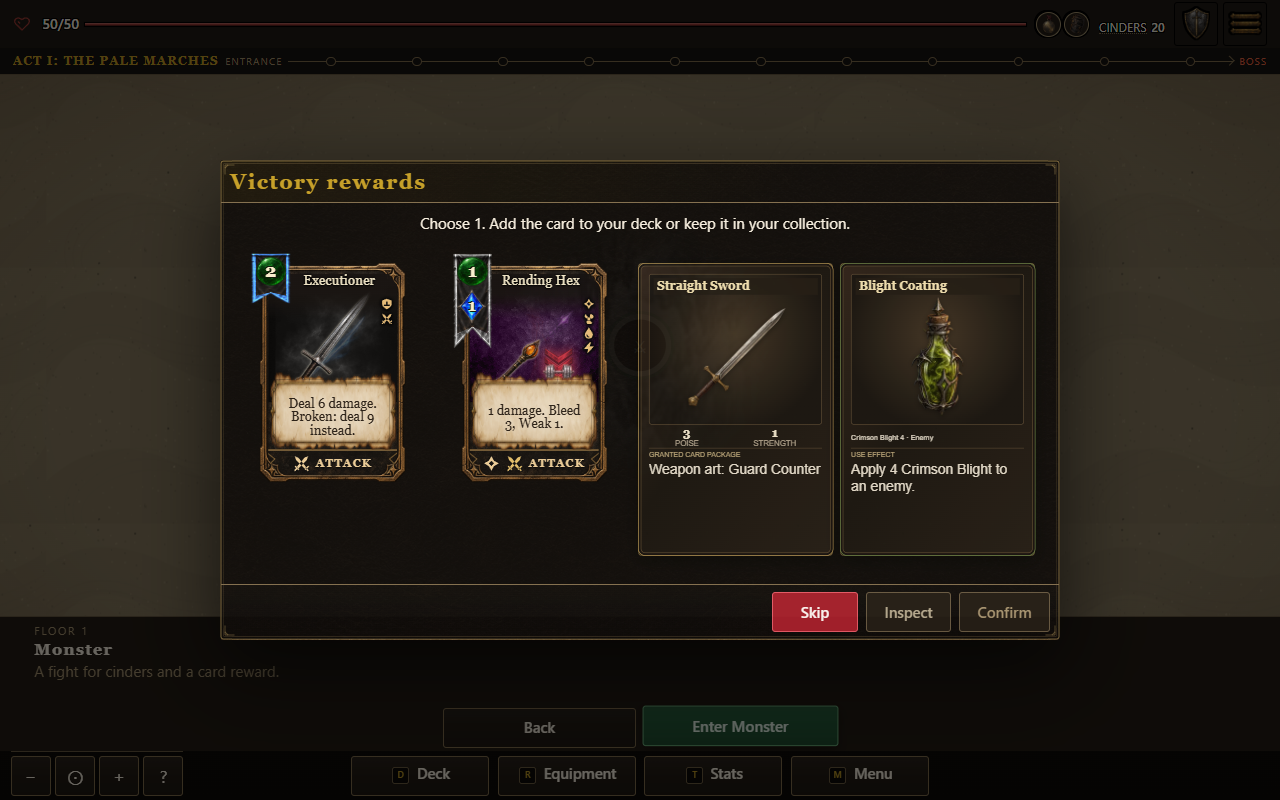 50/50
CINDERS 20
ACT I: THE PALE MARCHES ENTRANCE
BOSS
Victory rewards
Choose 1. Add the card to your deck or keep it in your collection.
2
Executioner
Deal 6 damage.
Broken: deal 9
instead.
ATTACK
1
1
Rending Hex
1 damage. Bleed
3, Weak 1.
ATTACK
Straight Sword
3
POISE
1
STRENGTH
GRANTED CARD PACKAGE
Weapon art: Guard Counter
Blight Coating
Crimson Blight 4 - Enemy
USE EFFECT
Apply 4 Crimson Blight to
an enemy.
Skip
Inspect
Confirm
FLOOR 1
Monster
A fight for cinders and a card reward.
Back
Enter Monster
−
+
?
D Deck
R Equipment
T Stats
M Menu